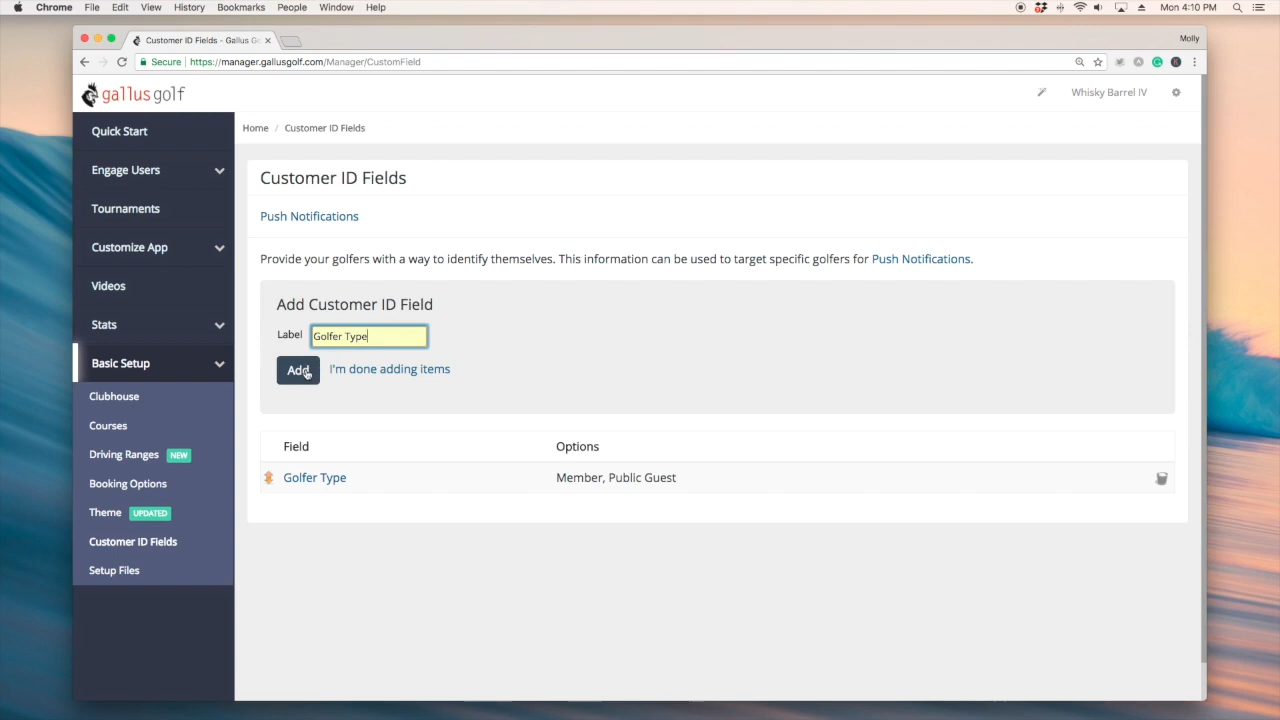 Chrome File Edit View History Bookmarks People Window Help Mon 4:10 PM
Customer ID Fields - Gallus Go Molly
Secure https://manager.gallusgolf.com/Manager/CustomField
gallus golf Whisky Barrel IV
Quick Start
Engage Users
Tournaments
Customize App
Videos
Stats
Basic Setup
Clubhouse
Courses
Driving Ranges NEW
Booking Options
Theme UPDATED
Customer ID Fields
Setup Files
Home / Customer ID Fields
Customer ID Fields
Push Notifications
Provide your golfers with a way to identify themselves. This information can be used to target specific golfers for Push Notifications.
Add Customer ID Field
Label Golfer Type
Add I'm done adding items
Field Options
Golfer Type Member, Public Guest